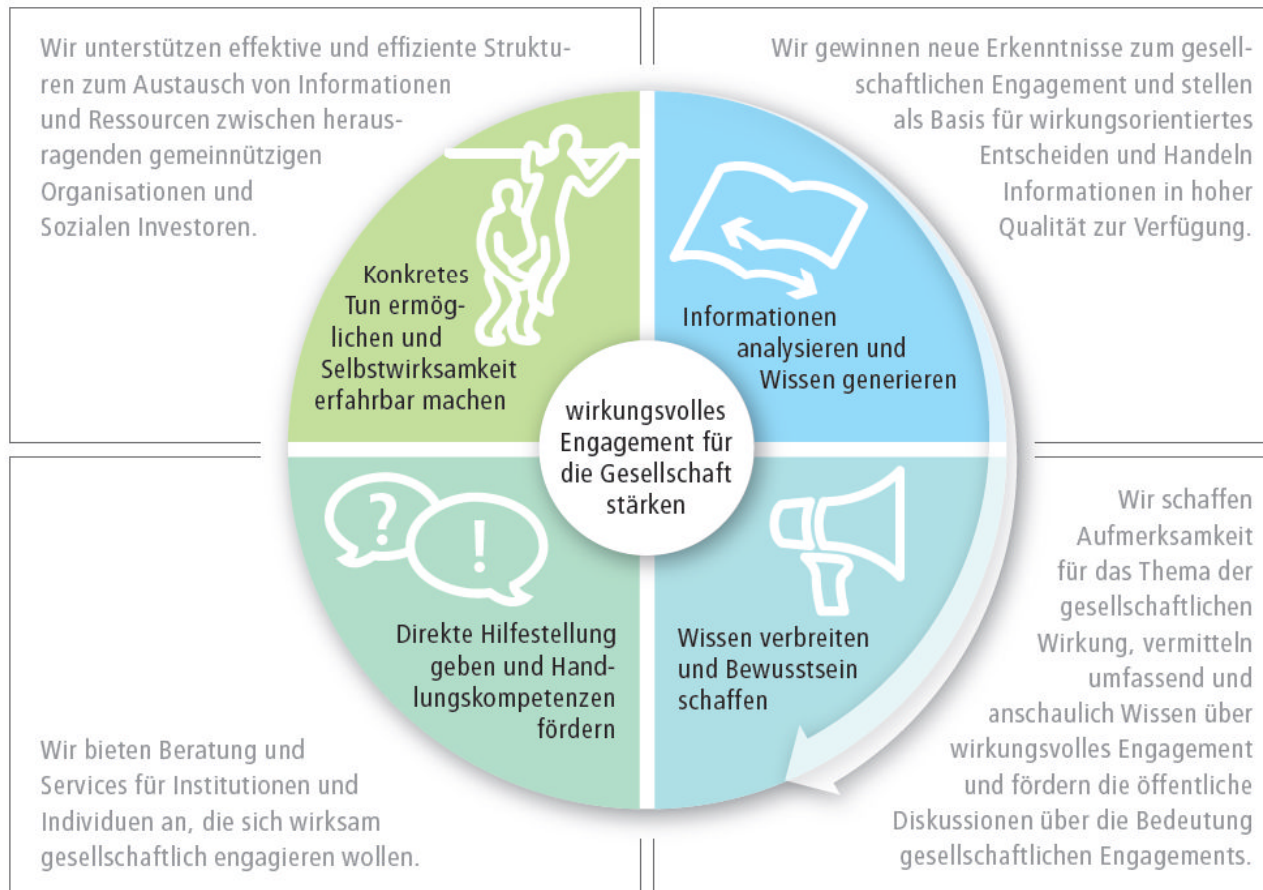 Wir unterstützen effektive und effiziente Struktu-
ren zum Austausch von Informationen
und Ressourcen zwischen heraus-
ragenden gemeinnützigen
Organisationen und
Sozialen Investoren.
Wir gewinnen neue Erkenntnisse zum gesell-
schaftlichen Engagement und stellen
als Basis für wirkungsorientiertes
Entscheiden und Handeln
Informationen in hoher
Qualität zur Verfügung.
Konkretes
Tun ermög-
lichen und
Selbstwirksamkeit
erfahrbar machen
Informationen
analysieren und
Wissen generieren
wirkungsvolles
Engagement für
die Gesellschaft
stärken
?
!
Direkte Hilfestellung
geben und Hand-
lungskompetenzen
fördern
Wissen verbreiten
und Bewusstsein
schaffen
Wir bieten Beratung und
Services für Institutionen und
Individuen an, die sich wirksam
gesellschaftlich engagieren wollen.
Wir schaffen
Aufmerksamkeit
für das Thema der
gesellschaftlichen
Wirkung, vermitteln
umfassend und
anschaulich Wissen über
wirkungsvolles Engagement
und fördern die öffentliche
Diskussionen über die Bedeutung
gesellschaftlichen Engagements.